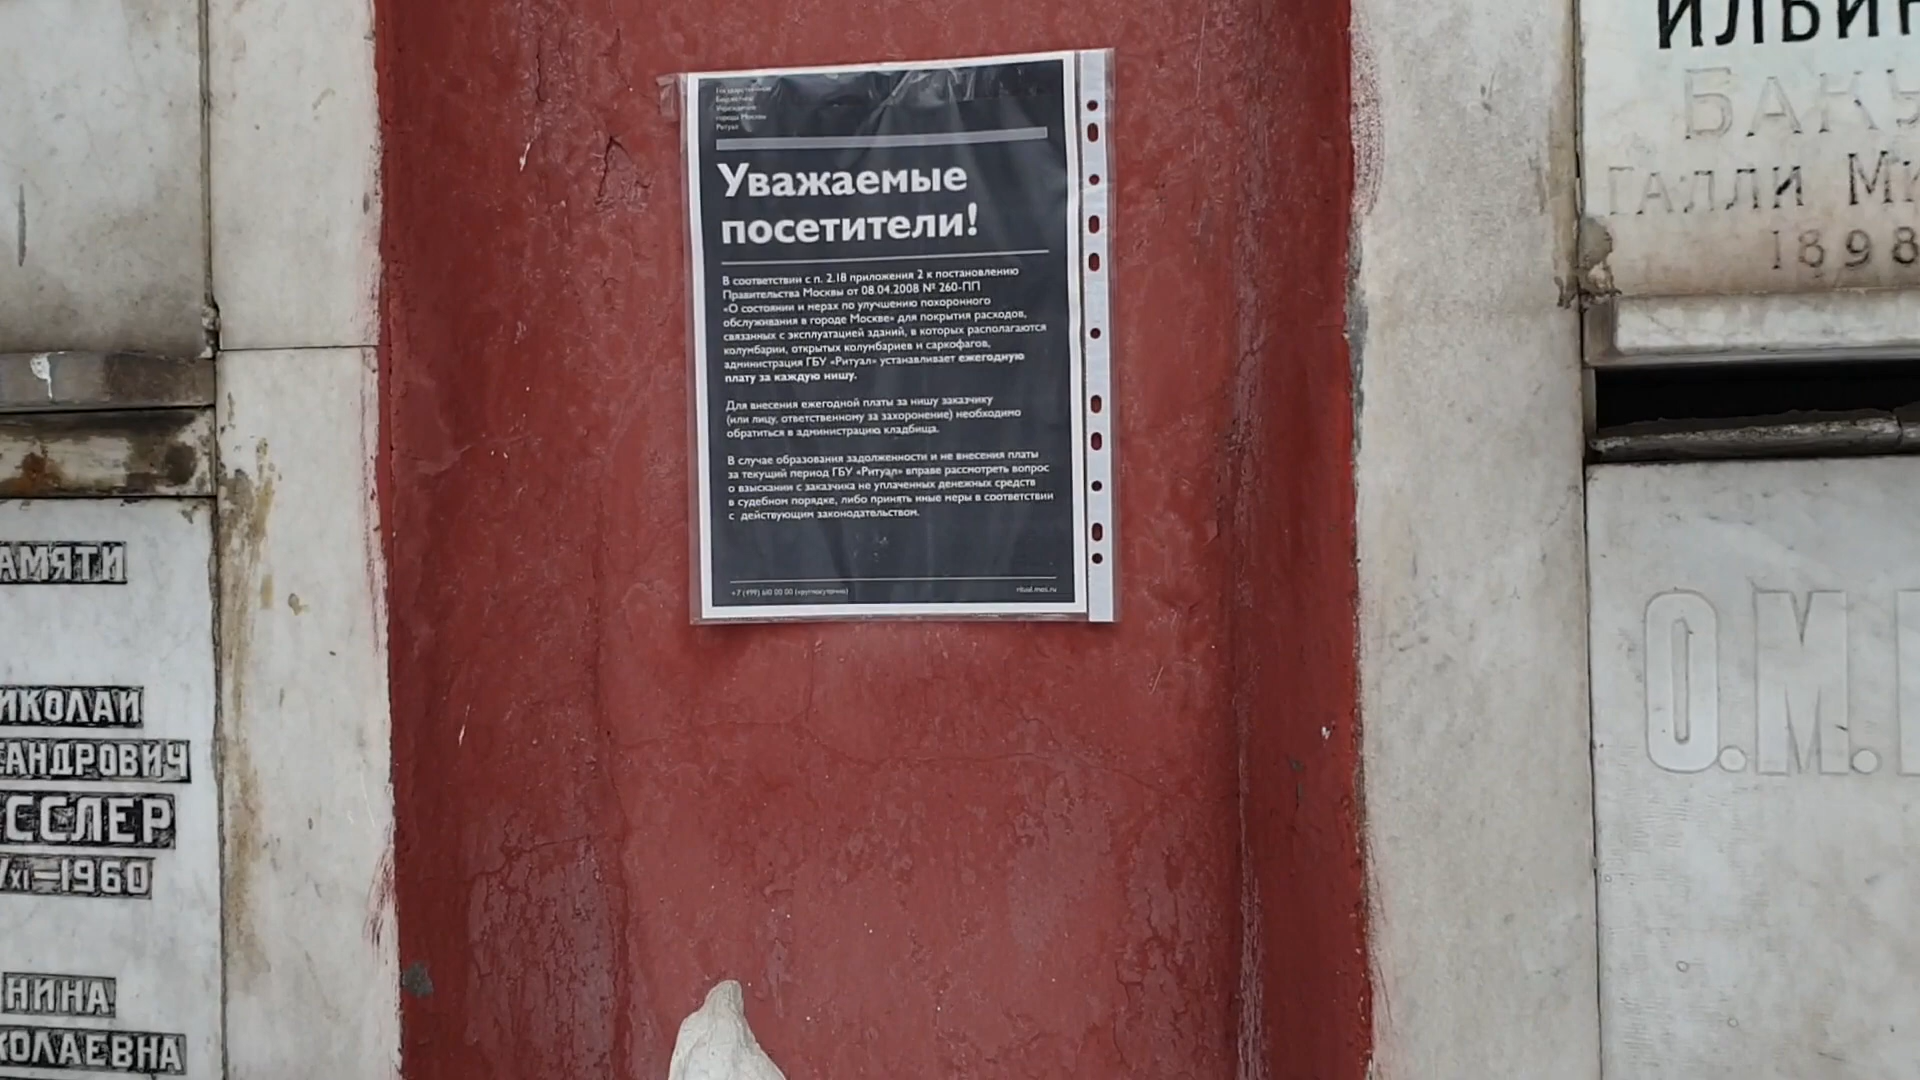 АМЯТИ
ИКОЛАЙ
САНДРОВИЧ
ССЛЕР
XI—1960
НИНА
КОЛАЕВНА
Государственное
Бюджетное
Учреждение
города Москвы
Ритуал
Уважаемые
посетители!
В соответствии с п. 2.18 приложения 2 к постановлению
Правительства Москвы от 08.04.2008 № 260-ПП
«О состоянии и мерах по улучшению похоронного
обслуживания в городе Москве» для покрытия расходов,
связанных с эксплуатацией зданий, в которых располагаются
колумбарии, открытых колумбариев и саркофагов,
администрация ГБУ «Ритуал» устанавливает ежегодную
плату за каждую нишу.
Для внесения ежегодной платы за нишу заказчику
(или лицу, ответственному за захоронение) необходимо
обратиться в администрацию кладбища.
В случае образования задолженности и не внесения платы
за текущий период ГБУ «Ритуал» вправе рассмотреть вопрос
о взыскании с заказчика не уплаченных денежных средств
в судебном порядке, либо принять иные меры в соответствии
с действующим законодательством.
+7 (499) 610 00 00 (круглосуточно)
ritual.mos.ru
ИЛЬИН
БАКУ
ГАЛЛИ МИ
1898
О.М.